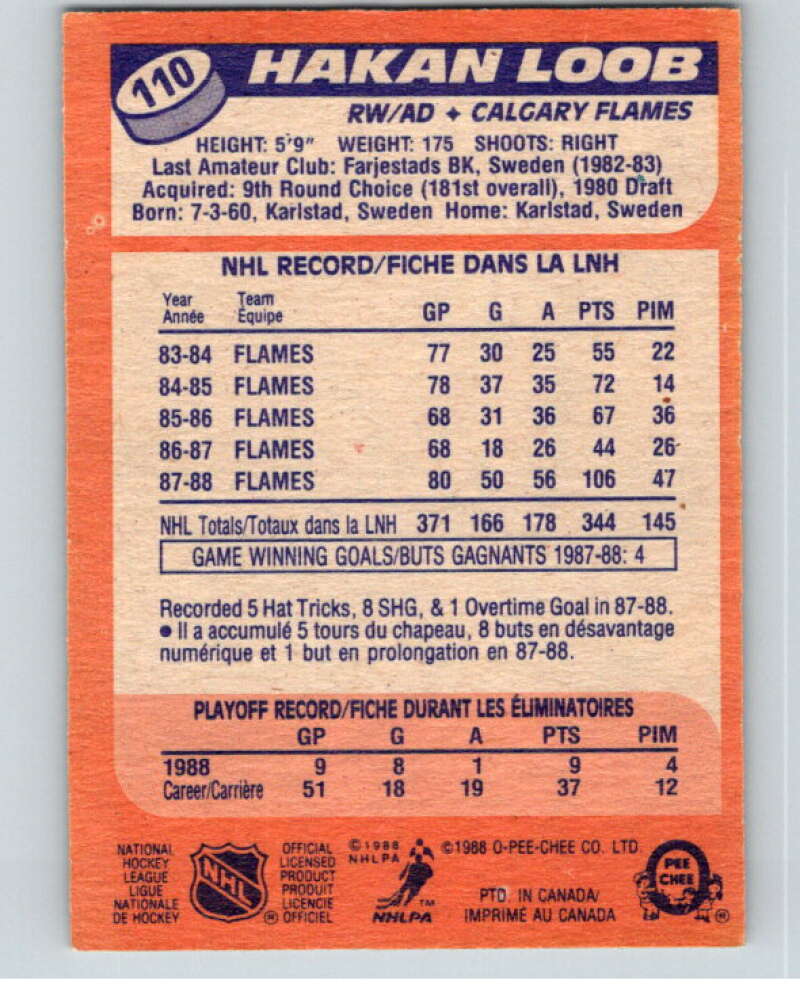 110
HAKAN LOOB
RW/AD ✦ CALGARY FLAMES
HEIGHT: 5'9" WEIGHT: 175 SHOOTS: RIGHT
Last Amateur Club: Farjestads BK, Sweden (1982-83)
Acquired: 9th Round Choice (181st overall), 1980 Draft
Born: 7-3-60, Karlstad, Sweden Home: Karlstad, Sweden
NHL RECORD/FICHE DANS LA LNH
Year Team
Année Équipe GP G A PTS PIM
83-84 FLAMES 77 30 25 55 22
84-85 FLAMES 78 37 35 72 14
85-86 FLAMES 68 31 36 67 36
86-87 FLAMES 68 18 26 44 26
87-88 FLAMES 80 50 56 106 47
NHL Totals/Totaux dans la LNH 371 166 178 344 145
GAME WINNING GOALS/BUTS GAGNANTS 1987-88: 4
Recorded 5 Hat Tricks, 8 SHG, & 1 Overtime Goal in 87-88.
• Il a accumulé 5 tours du chapeau, 8 buts en désavantage
numérique et 1 but en prolongation en 87-88.
PLAYOFF RECORD/FICHE DURANT LES ÉLIMINATOIRES
GP G A PTS PIM
1988 9 8 1 9 4
Career/Carrière 51 18 19 37 12
NATIONAL
HOCKEY
LEAGUE
LIGUE
NATIONALE
DE HOCKEY
NHL
®
OFFICIAL
LICENSED
PRODUCT
PRODUIT
LICENCIE
OFFICIEL
©1988
NHLPA
TM
NHLPA
©1988 O-PEE-CHEE CO. LTD.
PTD. IN CANADA/
IMPRIMÉ AU CANADA
PEE
CHEE
®